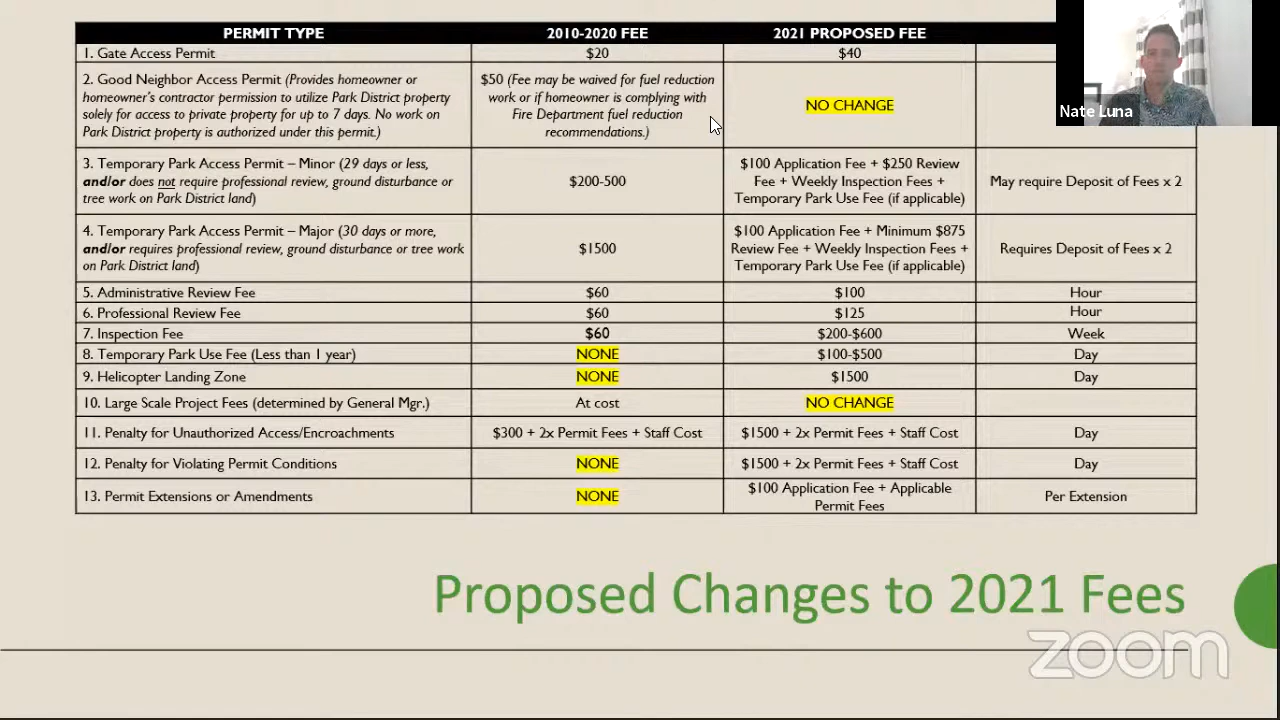 PERMIT TYPE 2010-2020 FEE 2021 PROPOSED FEE
1. Gate Access Permit $20 $40
Nate Luna
2. Good Neighbor Access Permit (Provides homeowner or
homeowner's contractor permission to utilize Park District property
solely for access to private property for up to 7 days. No work on
Park District property is authorized under this permit.)
$50 (Fee may be waived for fuel reduction
work or if homeowner is complying with
Fire Department fuel reduction
recommendations.)
NO CHANGE
3. Temporary Park Access Permit – Minor (29 days or less,
and/or does not require professional review, ground disturbance or
tree work on Park District land)
$200-500
$100 Application Fee + $250 Review
Fee + Weekly Inspection Fees +
Temporary Park Use Fee (if applicable)
May require Deposit of Fees x 2
4. Temporary Park Access Permit – Major (30 days or more,
and/or requires professional review, ground disturbance or tree work
on Park District land)
$1500
$100 Application Fee + Minimum $875
Review Fee + Weekly Inspection Fees +
Temporary Park Use Fee (if applicable)
Requires Deposit of Fees x 2
5. Administrative Review Fee $60 $100 Hour
6. Professional Review Fee $60 $125 Hour
7. Inspection Fee $60 $200-$600 Week
8. Temporary Park Use Fee (Less than 1 year) NONE $100-$500 Day
9. Helicopter Landing Zone NONE $1500 Day
10. Large Scale Project Fees (determined by General Mgr.) At cost NO CHANGE
11. Penalty for Unauthorized Access/Encroachments $300 + 2x Permit Fees + Staff Cost $1500 + 2x Permit Fees + Staff Cost Day
12. Penalty for Violating Permit Conditions NONE $1500 + 2x Permit Fees + Staff Cost Day
13. Permit Extensions or Amendments NONE
$100 Application Fee + Applicable
Permit Fees
Per Extension
Proposed Changes to 2021 Fees
zoom